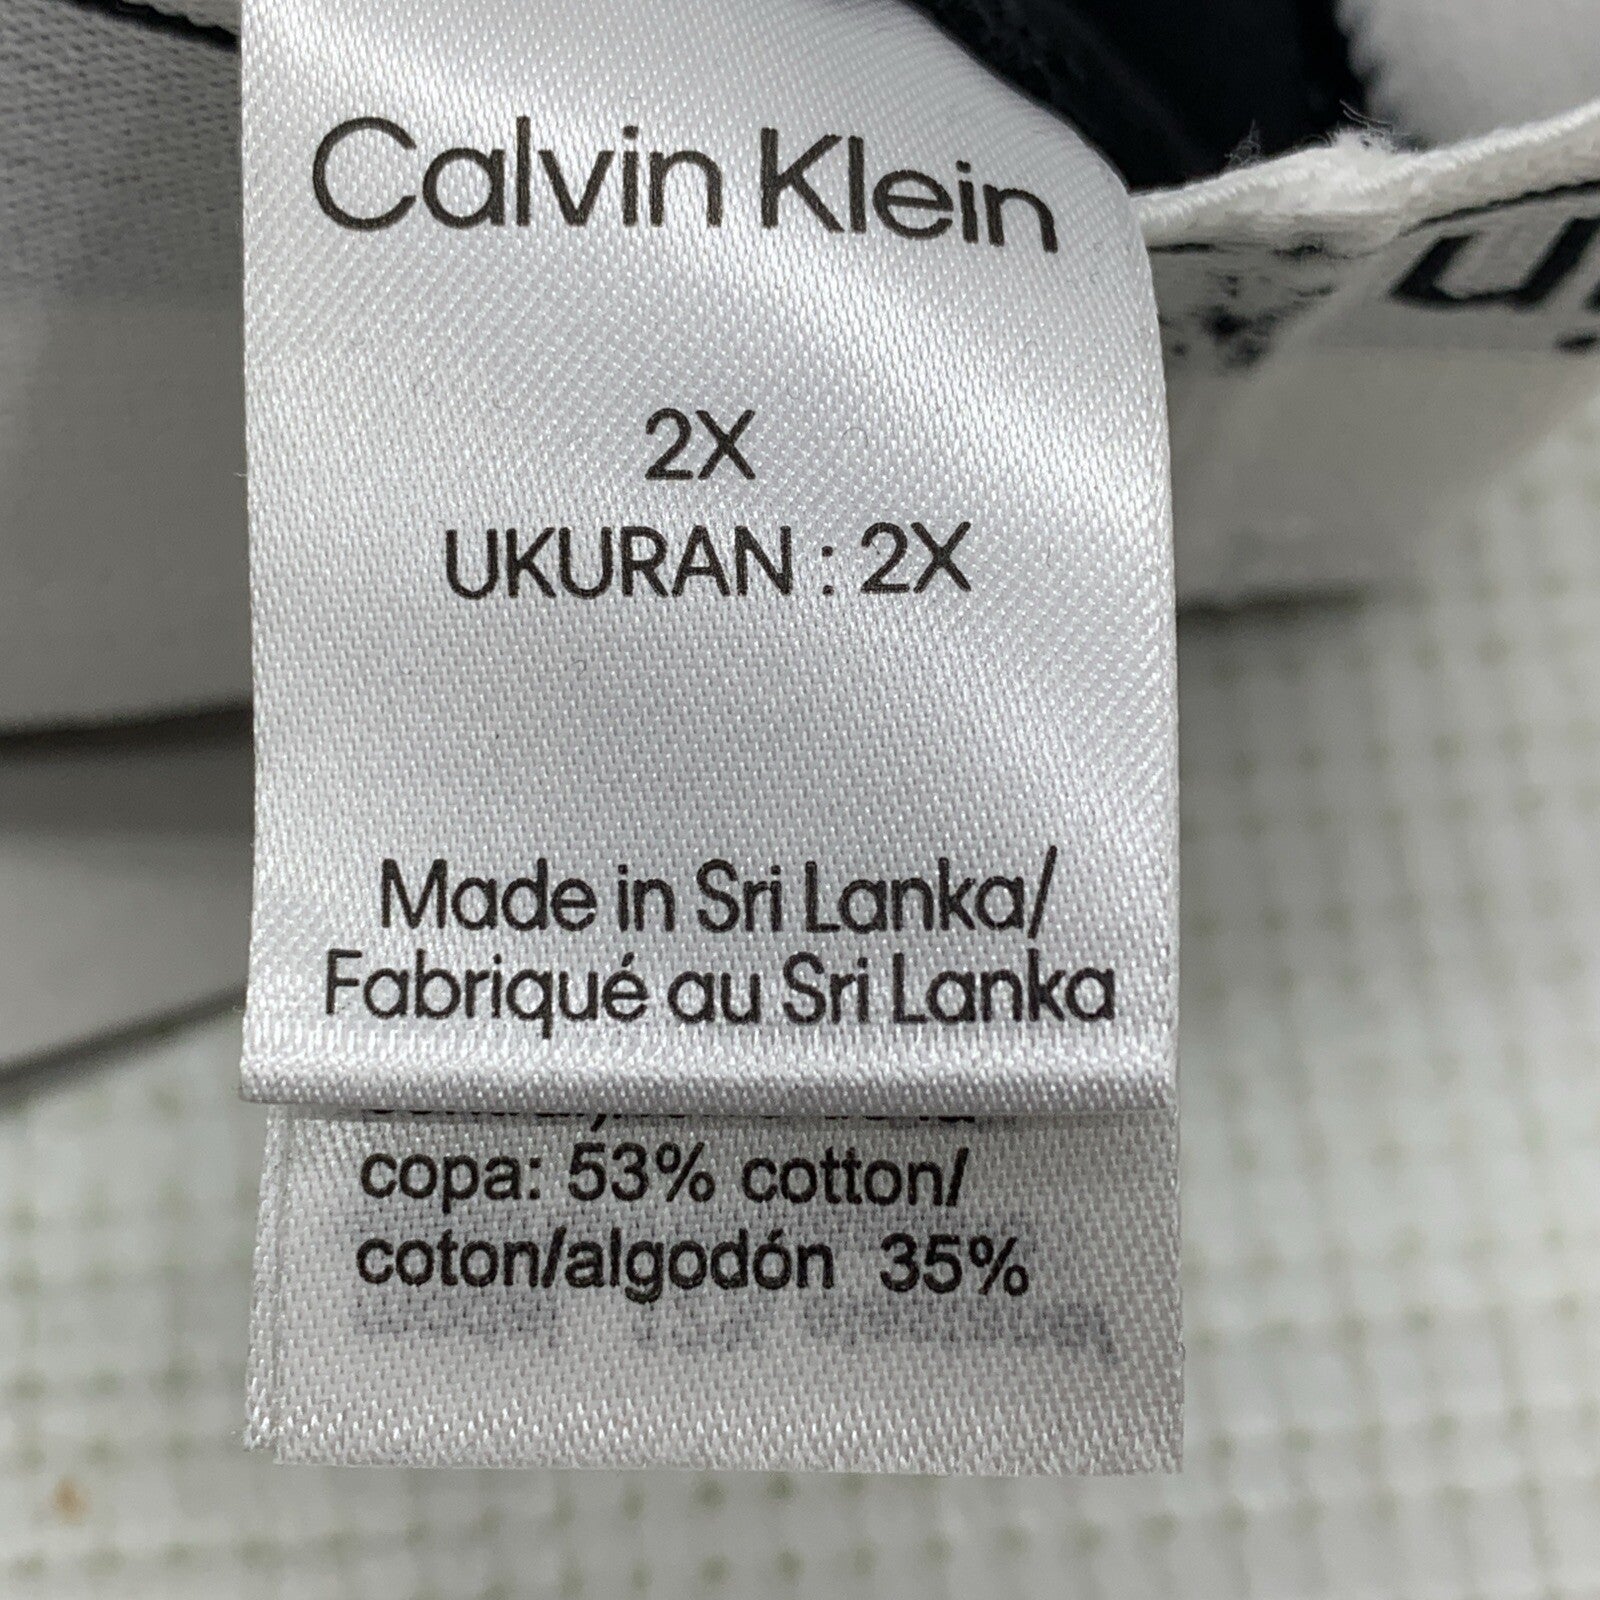 Calvin Klein
2X
UKURAN : 2X
Made in Sri Lanka/
Fabriqué au Sri Lanka
copa: 53% cotton/
coton/algodón 35%